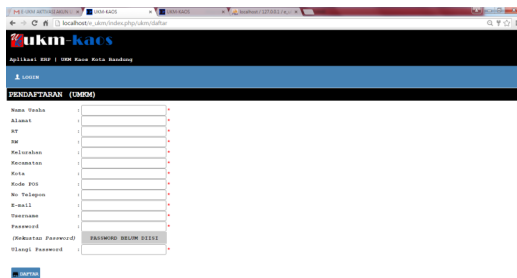 UKM-KAOS
localhost/e_ukm/index.php/ukm/daftar
ukm-kaos
Aplikasi ERP | UKM Kaos Kota Bandung
LOGIN
PENDAFTARAN (UMKM)
Nama Usaha : *
Alamat : *
RT : *
RW : *
Kelurahan : *
Kecamatan : *
Kota : *
Kode POS : *
No Telepon : *
E-mail : *
Username : *
Password : *
(Kekuatan Password) PASSWORD BELUM DIISI
Ulangi Password : *
DAFTAR